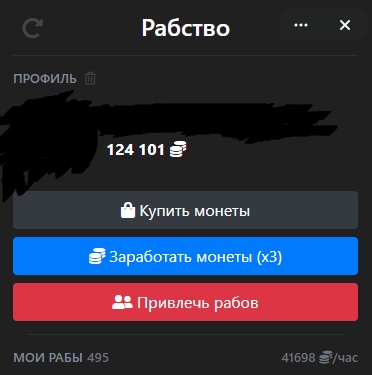 Рабство
ПРОФИЛЬ
124 101
Купить монеты
Заработать монеты (x3)
Привлечь рабов
МОИ РАБЫ 495 41698 /час